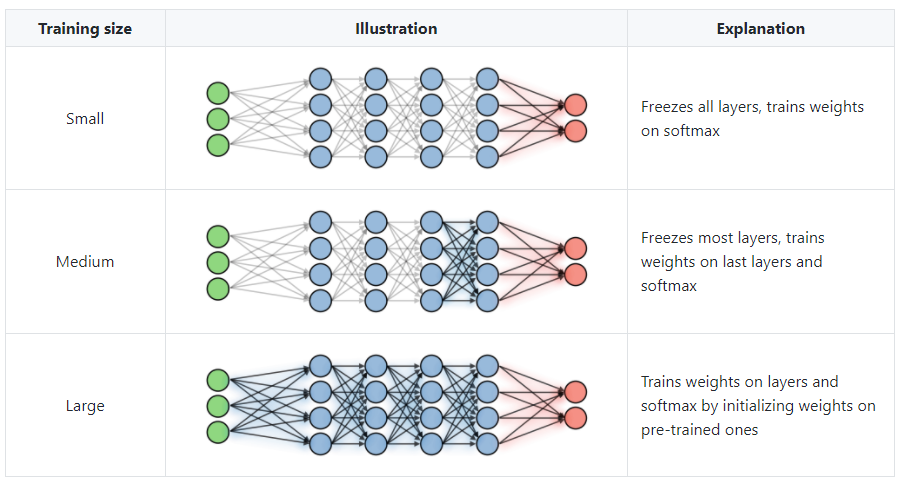 Training size
Illustration
Explanation
Small
Freezes all layers, trains weights
on softmax
Medium
Freezes most layers, trains
weights on last layers and
softmax
Large
Trains weights on layers and
softmax by initializing weights on
pre-trained ones